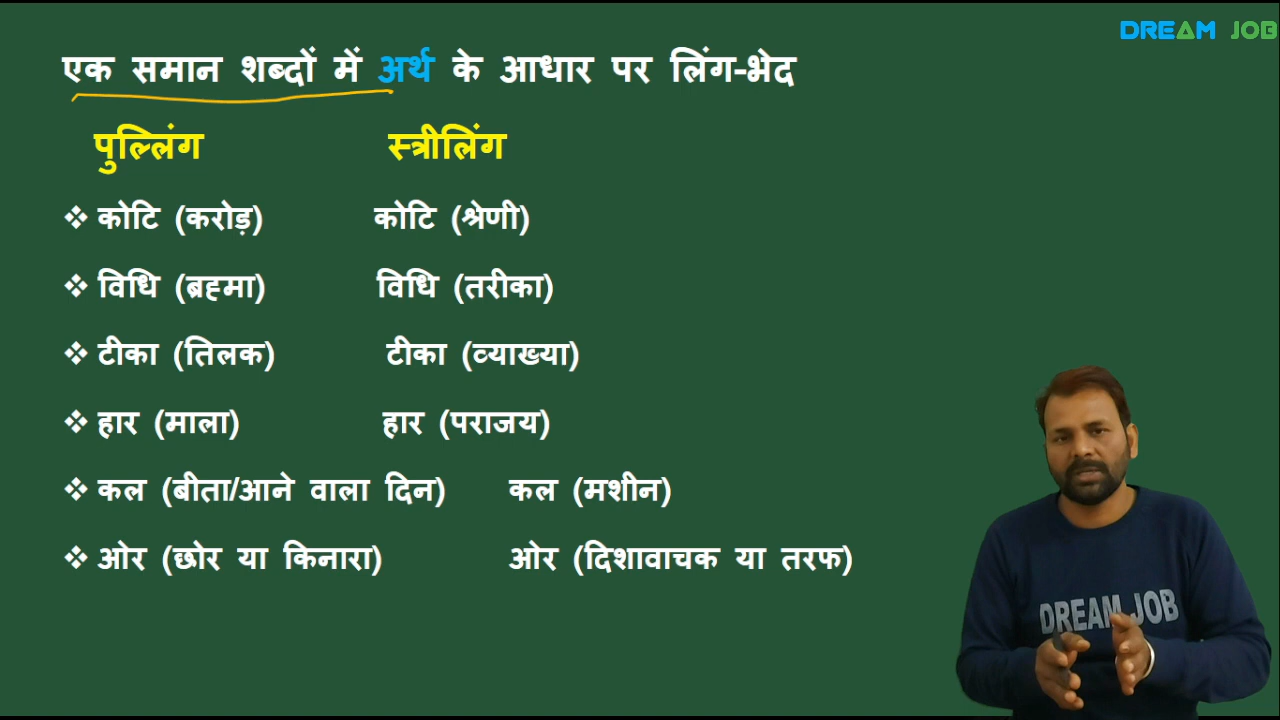 DREAM JOB
एक समान शब्दों में अर्थ के आधार पर लिंग-भेद
पुल्लिंग स्त्रीलिंग
❖ कोटि (करोड़) कोटि (श्रेणी)
❖ विधि (ब्रह्मा) विधि (तरीका)
❖ टीका (तिलक) टीका (व्याख्या)
❖ हार (माला) हार (पराजय)
❖ कल (बीता/आने वाला दिन) कल (मशीन)
❖ ओर (छोर या किनारा) ओर (दिशावाचक या तरफ)
DREAM JOB